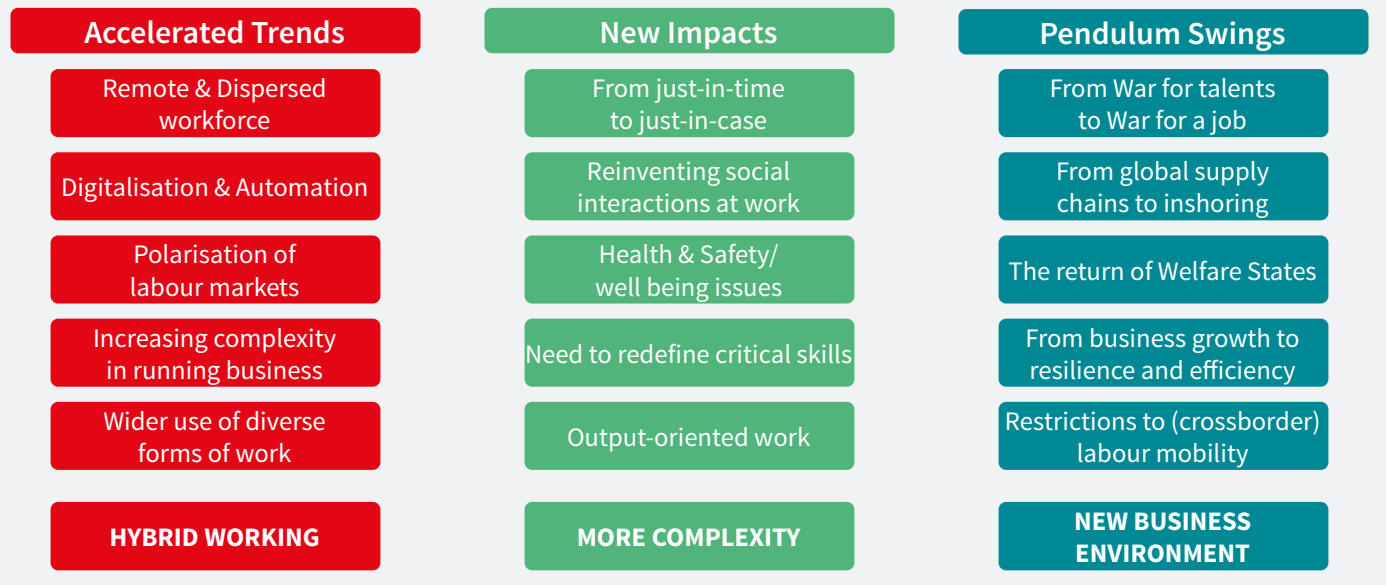 Accelerated Trends
Remote & Dispersed
workforce
Digitalisation & Automation
Polarisation of
labour markets
Increasing complexity
in running business
Wider use of diverse
forms of work
HYBRID WORKING
New Impacts
From just-in-time
to just-in-case
Reinventing social
interactions at work
Health & Safety/
well being issues
Need to redefine critical skills
Output-oriented work
MORE COMPLEXITY
Pendulum Swings
From War for talents
to War for a job
From global supply
chains to inshoring
The return of Welfare States
From business growth to
resilience and efficiency
Restrictions to (crossborder)
labour mobility
NEW BUSINESS
ENVIRONMENT